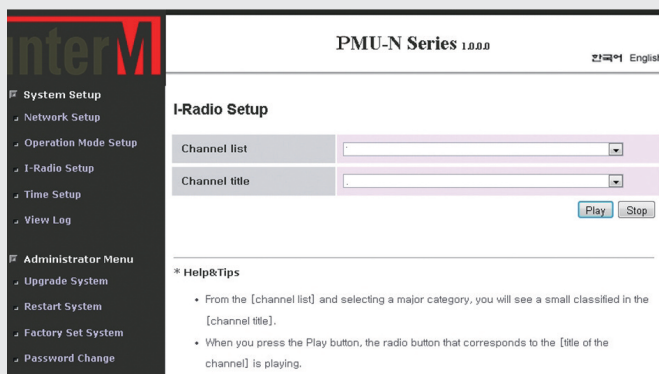 inter M
PMU-N Series 1.0.0.0
한국어 English
System Setup
Network Setup
Operation Mode Setup
I-Radio Setup
Time Setup
View Log
Administrator Menu
Upgrade System
Restart System
Factory Set System
Password Change
I-Radio Setup
Channel list
Channel title
Play Stop
* Help&Tips
• From the [channel list] and selecting a major category, you will see a small classified in the
[channel title].
• When you press the Play button, the radio button that corresponds to the [title of the
channel] is playing.